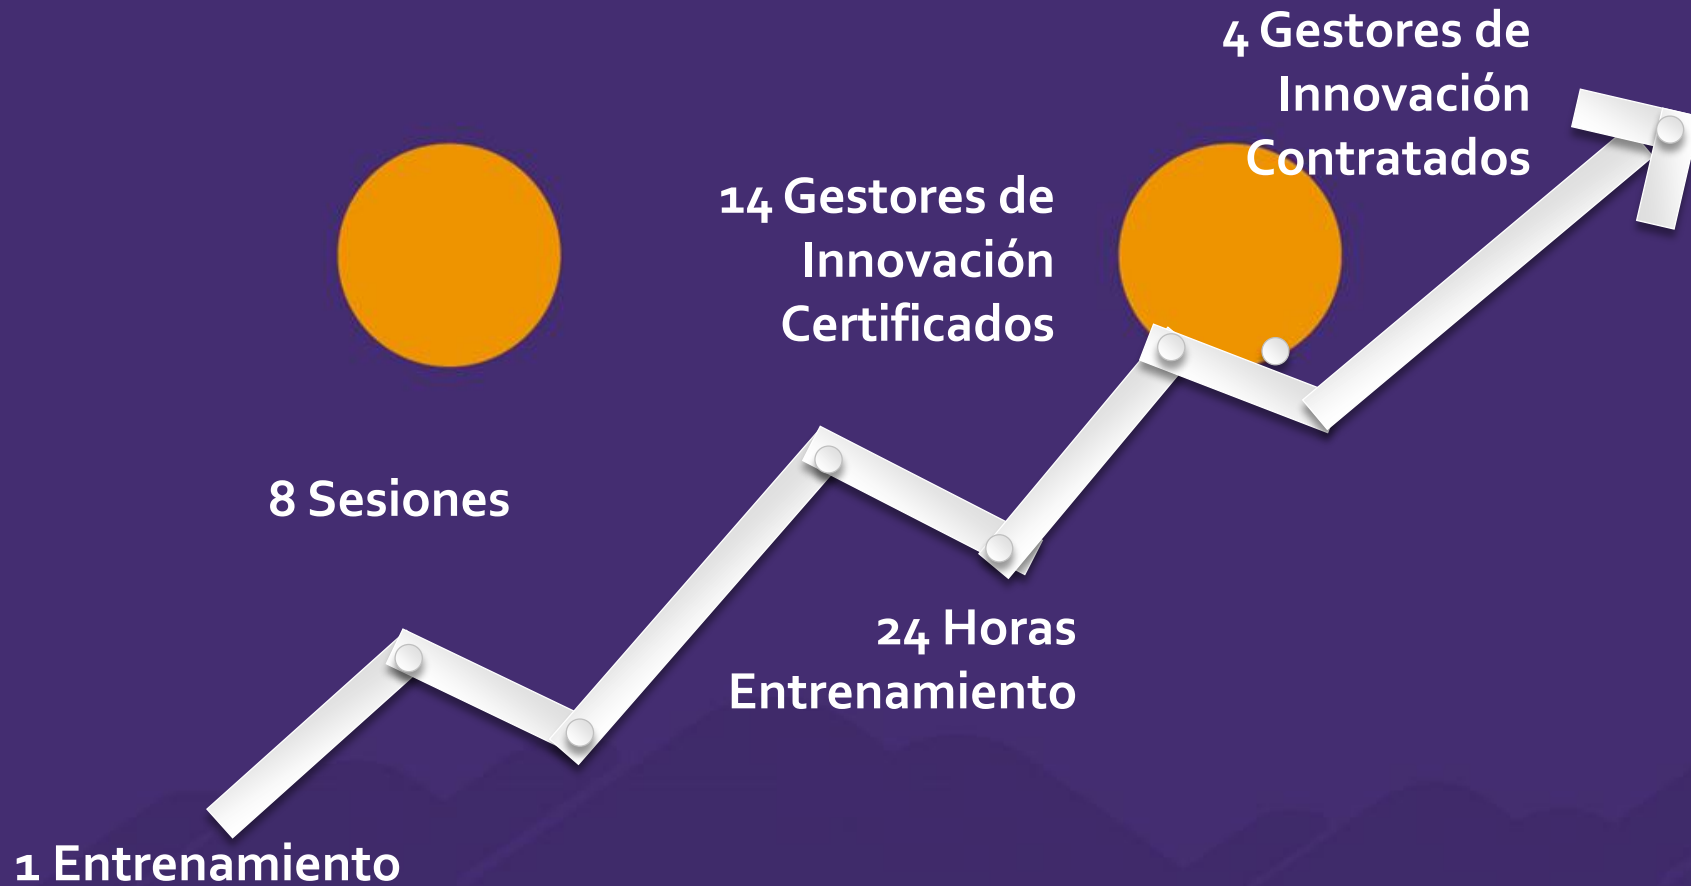 4 Gestores de
Innovación
Contratados
14 Gestores de
Innovación
Certificados
8 Sesiones
24 Horas
Entrenamiento
1 Entrenamiento